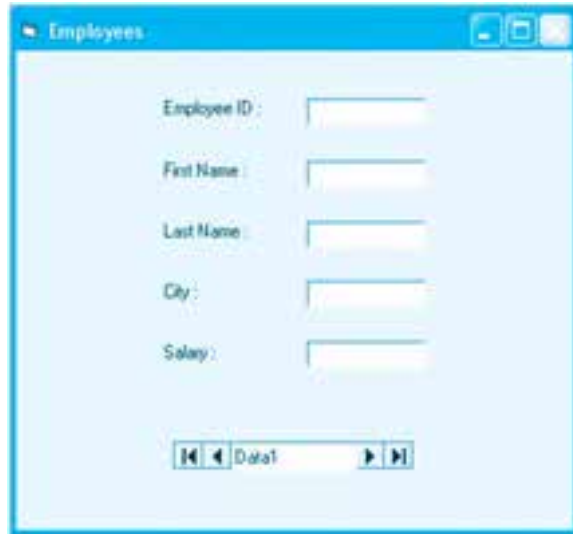 Employees
Employee ID :
First Name :
Last Name :
City :
Salary :
Data1